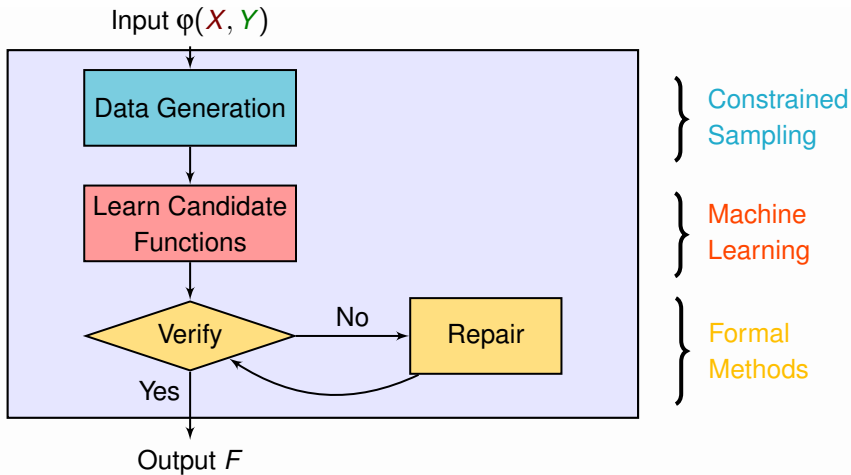 Input φ(X, Y)
Data Generation
Constrained
Sampling
Learn Candidate
Functions
Machine
Learning
Verify
No
Repair
Formal
Methods
Yes
Output F